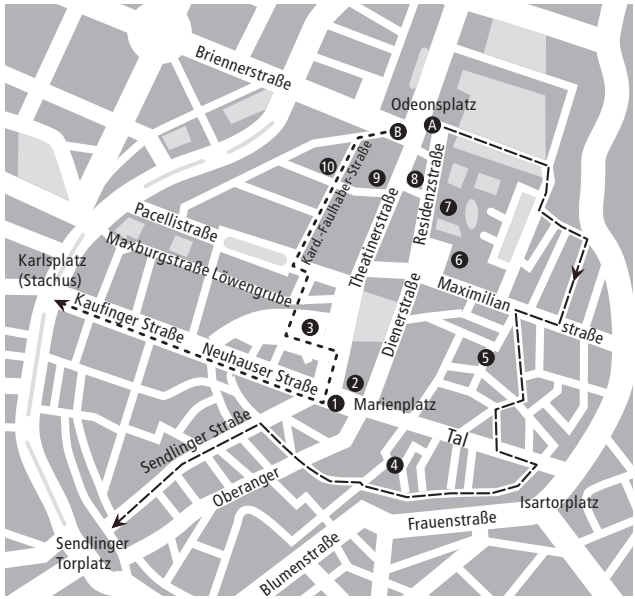 Briennerstraße
Odeonsplatz
B
A
10
9
8
7
Kard.-Faulhaber-Straße
Theatinerstraße
Residenzstraße
Pacellistraße
Maxburgstraße Löwengrube
6
Karlsplatz
(Stachus)
Maximilian
straße
Kaufinger Straße
Neuhauser Straße
3
Dienerstraße
5
2
1
Marienplatz
Sendlinger Straße
Tal
4
Oberanger
Isartorplatz
Frauenstraße
Sendlinger
Torplatz
Blumenstraße